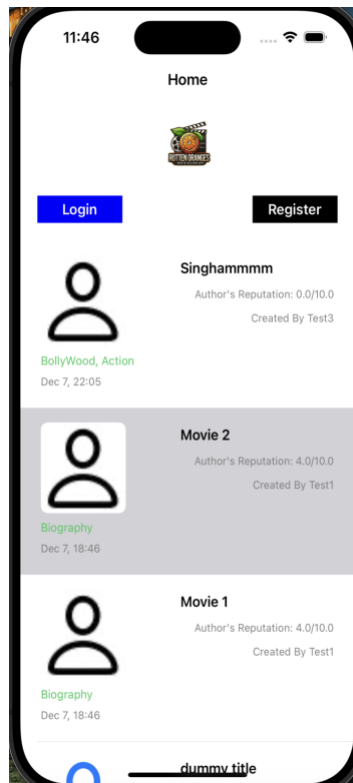 11:46
Home
ROTTEN ORANGES
Login
Register
Singhammmm
Author's Reputation: 0.0/10.0
Created By Test3
BollyWood, Action
Dec 7, 22:05
Movie 2
Author's Reputation: 4.0/10.0
Created By Test1
Biography
Dec 7, 18:46
Movie 1
Author's Reputation: 4.0/10.0
Created By Test1
Biography
Dec 7, 18:46
dummy title